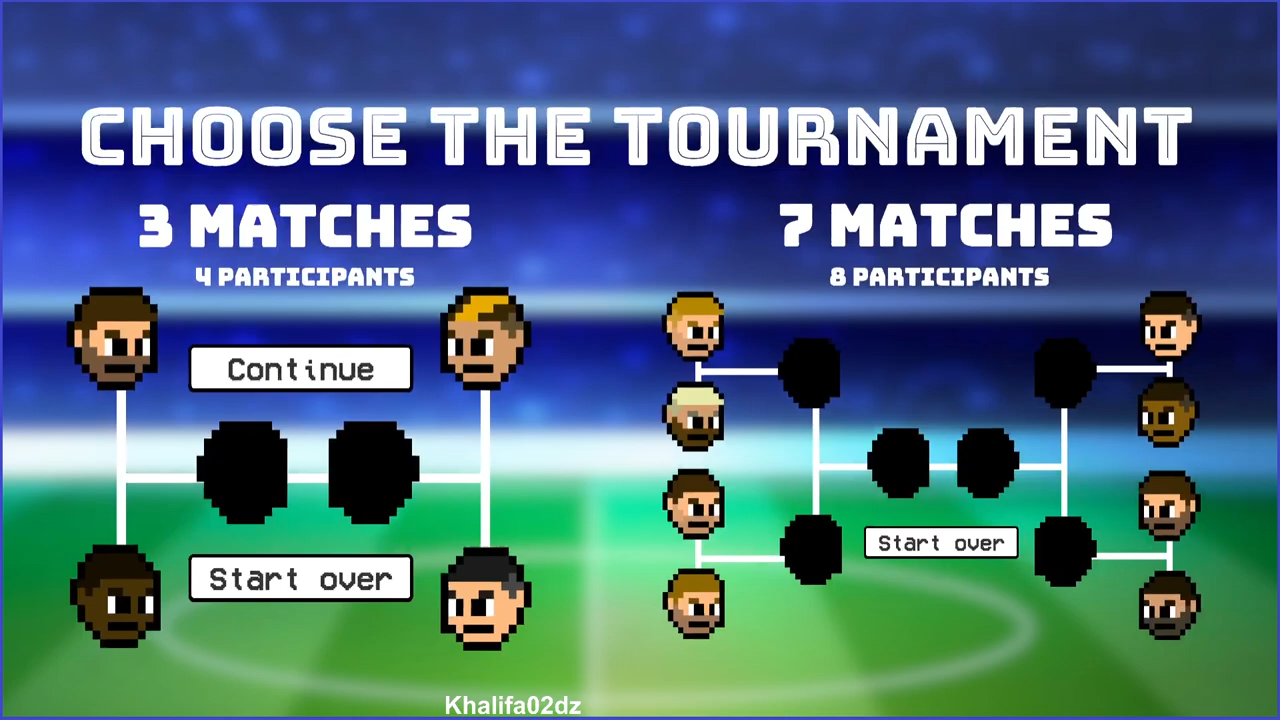 CHOOSE THE TOURNAMENT
3 MATCHES
4 PARTICIPANTS
Continue
Start over
7 MATCHES
8 PARTICIPANTS
Start over
Khalifa02dz